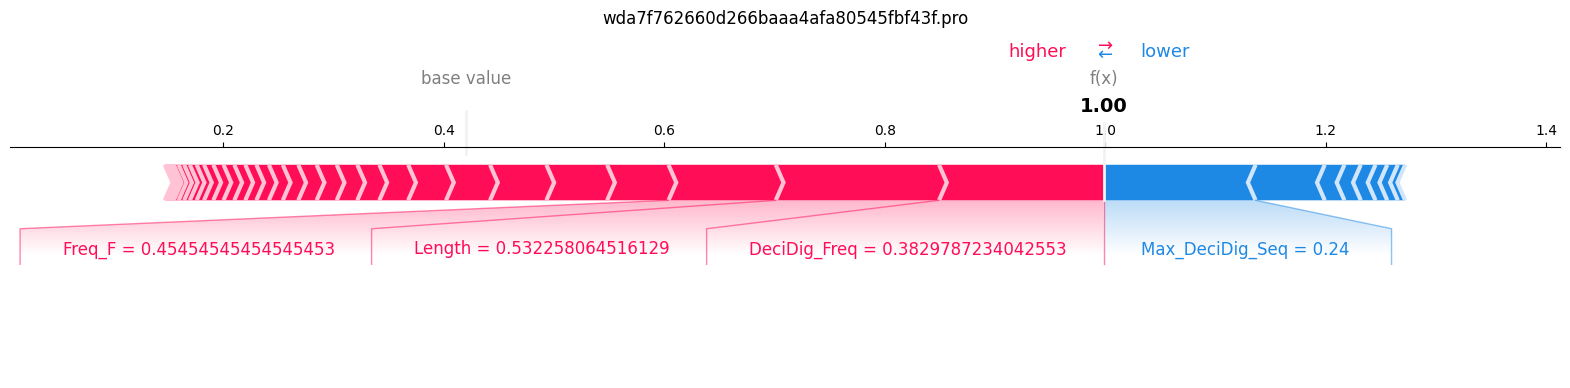 wda7f762660d266baaa4afa80545fbf43f.pro
higher ⇄ lower
base value f(x)
1.00
0.2 0.4 0.6 0.8 1.0 1.2 1.4
Freq_F = 0.45454545454545453 Length = 0.532258064516129 DeciDig_Freq = 0.3829787234042553 Max_DeciDig_Seq = 0.24